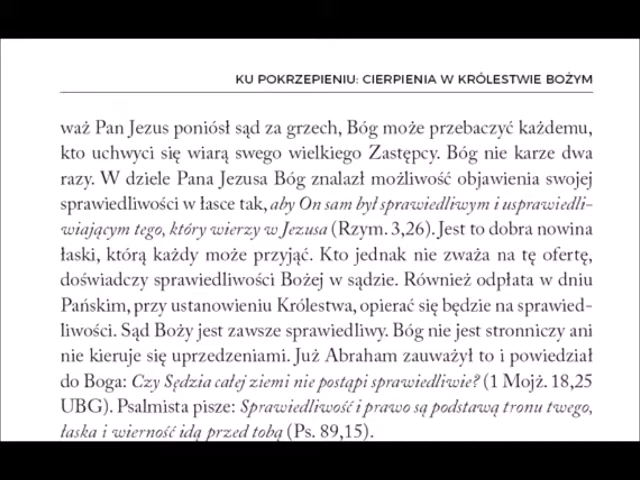 KU POKRZEPIENIU: CIERPIENIA W KRÓLESTWIE BOŻYM
waż Pan Jezus poniósł sąd za grzech, Bóg może przebaczyć każdemu,
kto uchwyci się wiarą swego wielkiego Zastępcy. Bóg nie karze dwa
razy. W dziele Pana Jezusa Bóg znalazł możliwość objawienia swojej
sprawiedliwości w łasce tak, aby On sam był sprawiedliwym i usprawiedli-
wiającym tego, który wierzy w Jezusa (Rzym. 3,26). Jest to dobra nowina
łaski, którą każdy może przyjąć. Kto jednak nie zważa na tę ofertę,
doświadczy sprawiedliwości Bożej w sądzie. Również odpłata w dniu
Pańskim, przy ustanowieniu Królestwa, opierać się będzie na sprawied-
liwości. Sąd Boży jest zawsze sprawiedliwy. Bóg nie jest stronniczy ani
nie kieruje się uprzedzeniami. Już Abraham zauważył to i powiedział
do Boga: Czy Sędzia całej ziemi nie postąpi sprawiedliwie? (1 Mojż. 18,25
UBG). Psalmista pisze: Sprawiedliwość i prawo są podstawą tronu twego,
łaska i wierność idą przed tobą (Ps. 89,15).